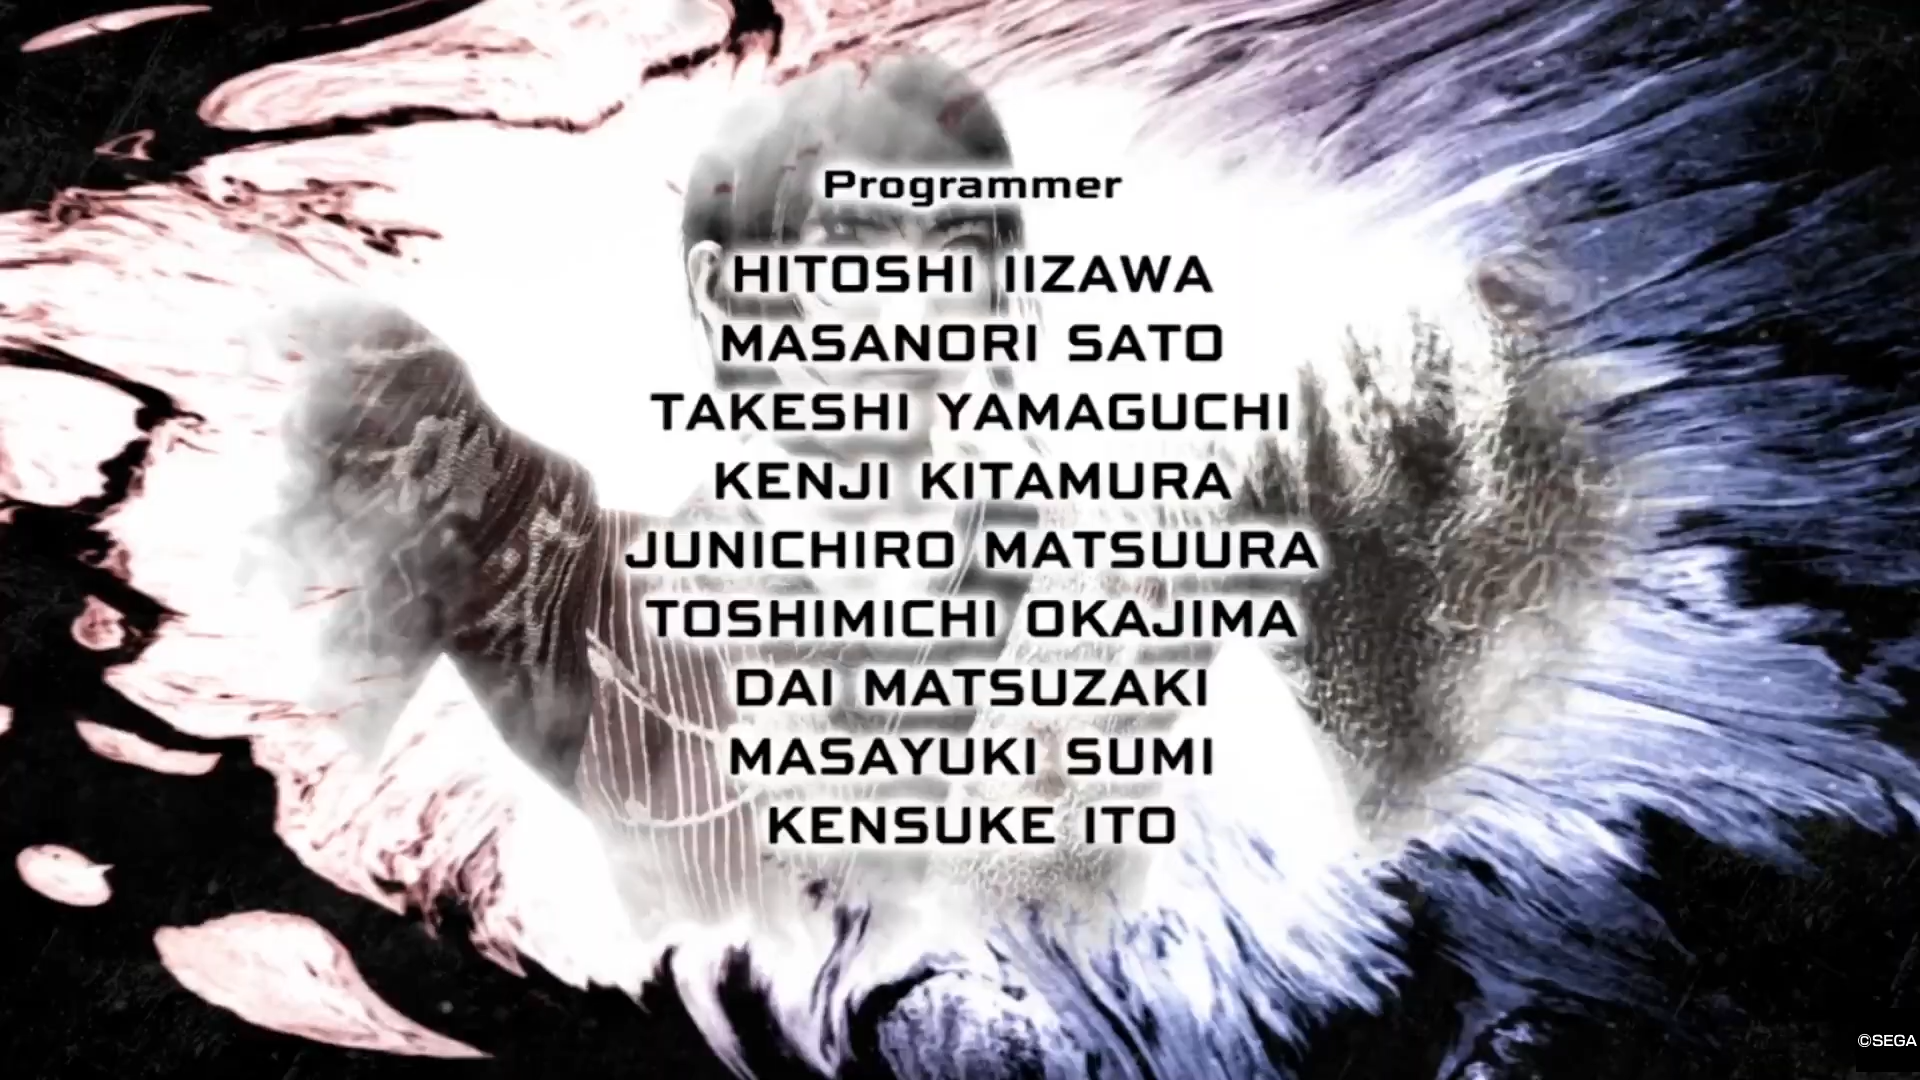 Programmer
HITOSHI IIZAWA
MASANORI SATO
TAKESHI YAMAGUCHI
KENJI KITAMURA
JUNICHIRO MATSUURA
TOSHIMICHI OKAJIMA
DAI MATSUZAKI
MASAYUKI SUMI
KENSUKE ITO
©SEGA